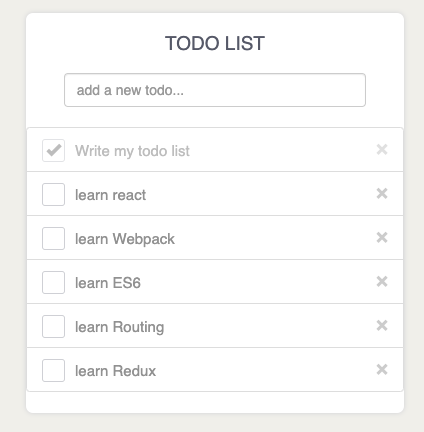 TODO LIST
add a new todo...
Write my todo list
learn react
learn Webpack
learn ES6
learn Routing
learn Redux